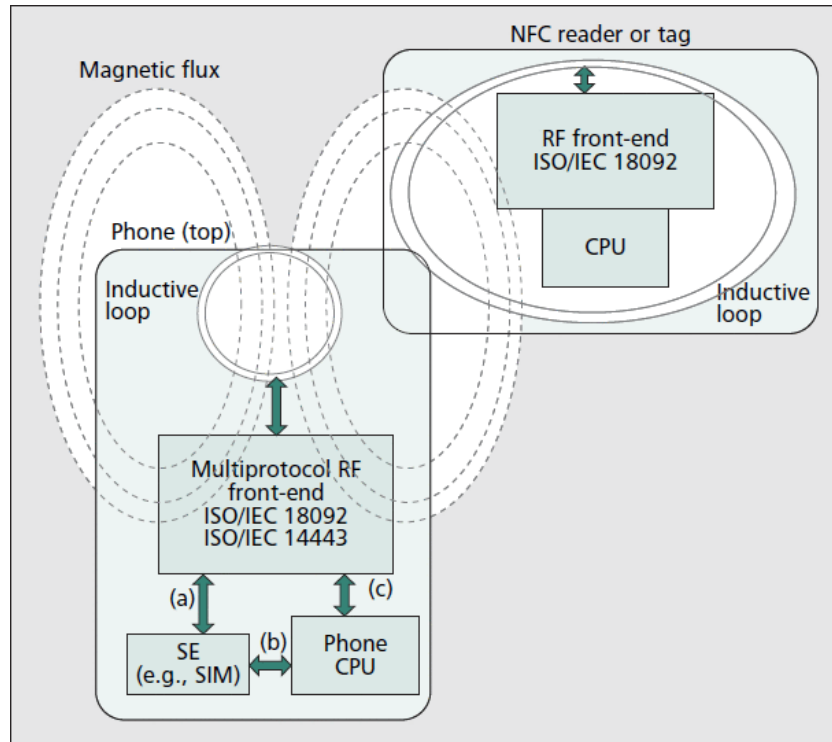 NFC reader or tag
Magnetic flux
RF front-end
ISO/IEC 18092
CPU
Inductive
loop
Phone (top)
Inductive
loop
Multiprotocol RF
front-end
ISO/IEC 18092
ISO/IEC 14443
(a)
(c)
SE
(e.g., SIM)
(b)
Phone
CPU